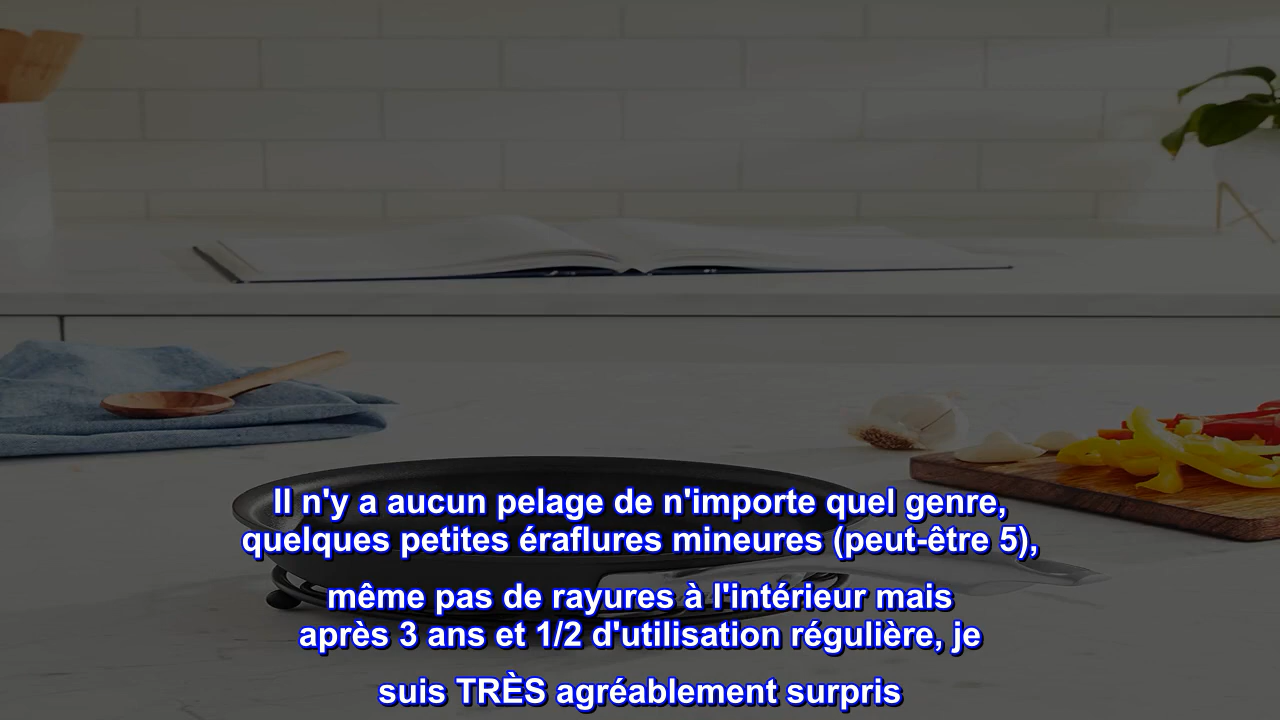 Il n'y a aucun pelage de n'importe quel genre,
quelques petites éraflures mineures (peut-être 5),
même pas de rayures à l'intérieur mais
après 3 ans et 1/2 d'utilisation régulière, je
suis TRÈS agréablement surpris